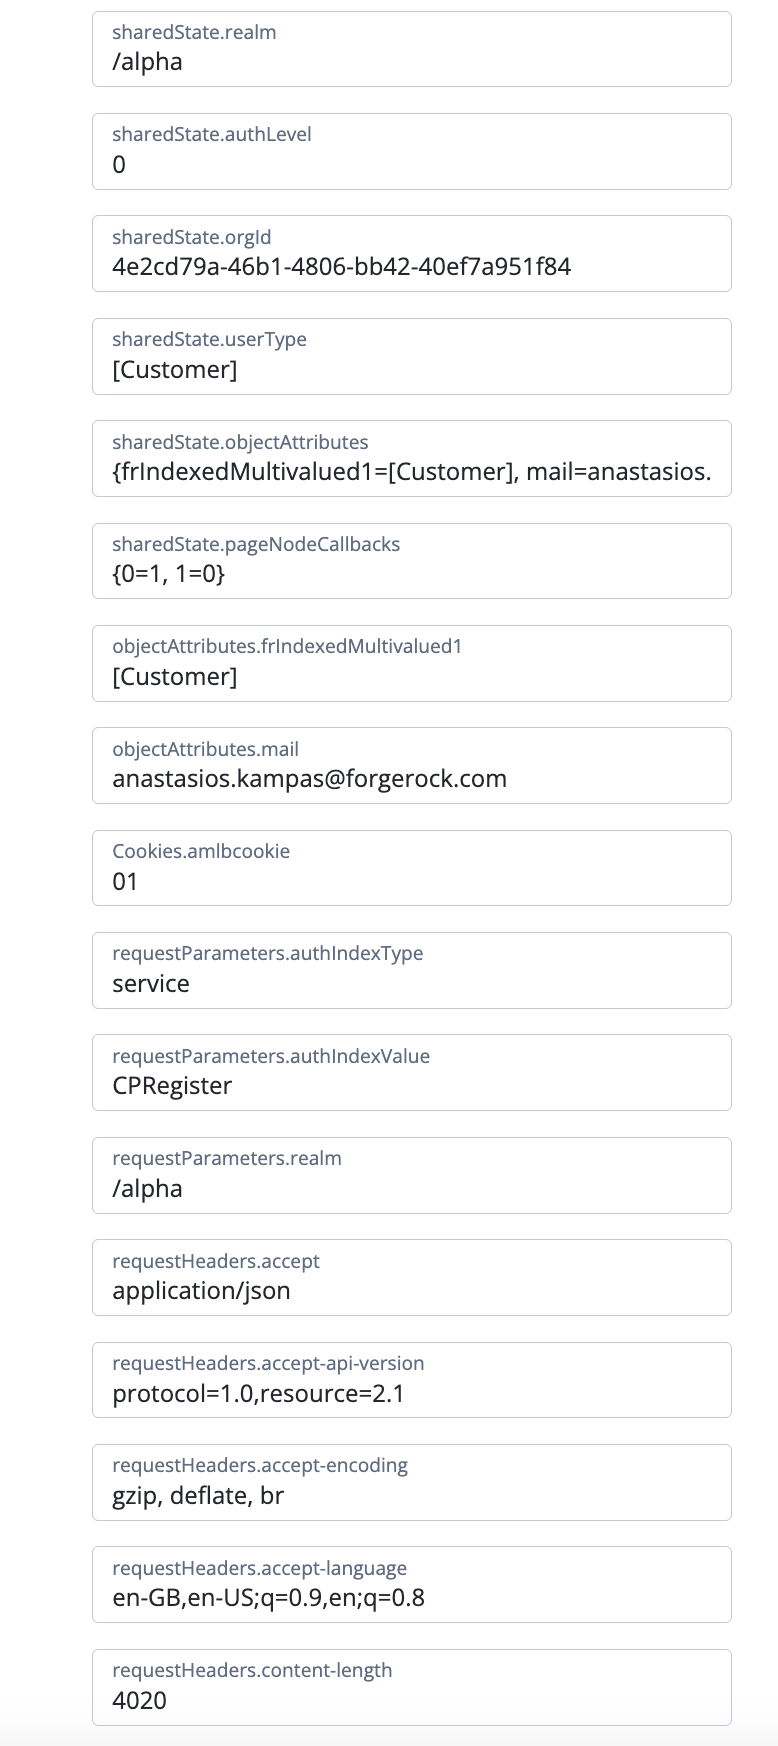 sharedState.realm
/alpha
sharedState.authLevel
0
sharedState.orgId
4e2cd79a-46b1-4806-bb42-40ef7a951f84
sharedState.userType
[Customer]
sharedState.objectAttributes
{frIndexedMultivalued1=[Customer], mail=anastasios.
sharedState.pageNodeCallbacks
{0=1, 1=0}
objectAttributes.frIndexedMultivalued1
[Customer]
objectAttributes.mail
anastasios.kampas@forgerock.com
Cookies.amlbcookie
01
requestParameters.authIndexType
service
requestParameters.authIndexValue
CPRegister
requestParameters.realm
/alpha
requestHeaders.accept
application/json
requestHeaders.accept-api-version
protocol=1.0,resource=2.1
requestHeaders.accept-encoding
gzip, deflate, br
requestHeaders.accept-language
en-GB,en-US;q=0.9,en;q=0.8
requestHeaders.content-length
4020